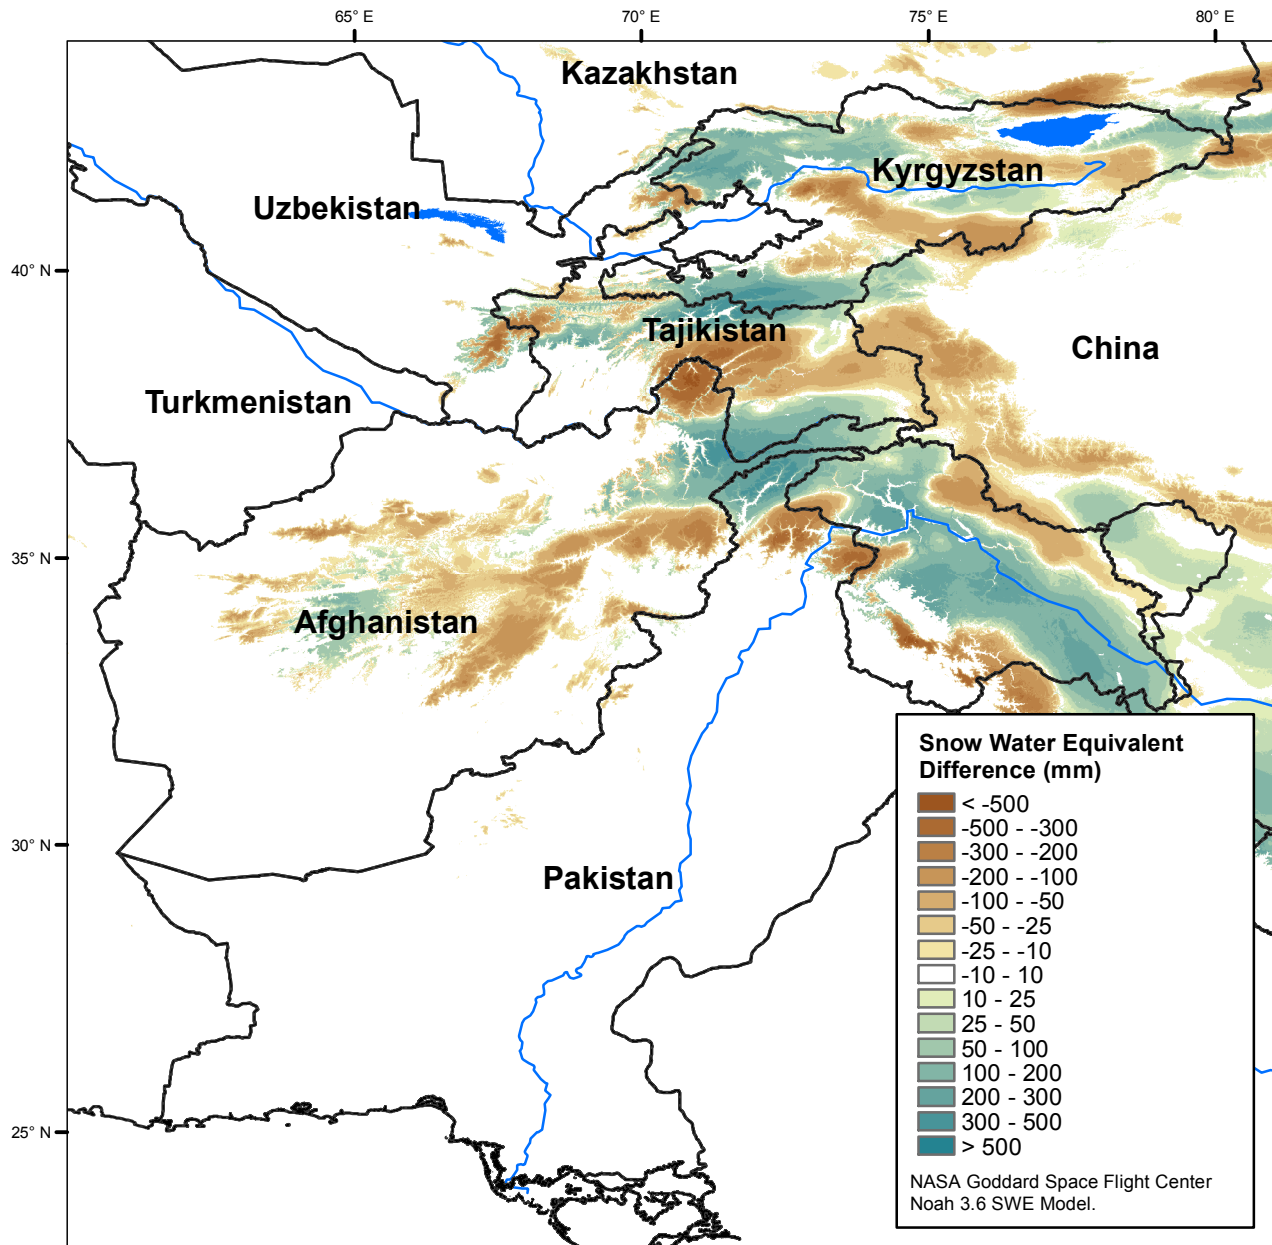 65° E
70° E
75° E
80° E
Kazakhstan
Kyrgyzstan
Uzbekistan
40° N
Tajikistan
China
Turkmenistan
35° N
Afghanistan
30° N
Pakistan
25° N
Snow Water Equivalent
Difference (mm)
< -500
-500 - -300
-300 - -200
-200 - -100
-100 - -50
-50 - -25
-25 - -10
-10 - 10
10 - 25
25 - 50
50 - 100
100 - 200
200 - 300
300 - 500
> 500
NASA Goddard Space Flight Center
Noah 3.6 SWE Model.